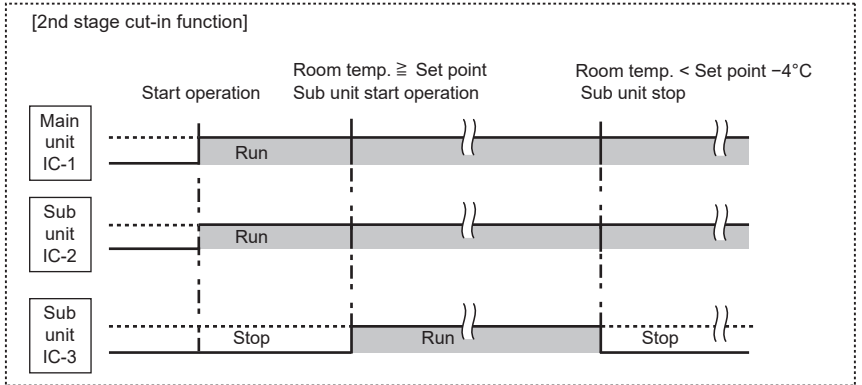 [2nd stage cut-in function]
Room temp. ≧ Set point
Room temp. < Set point −4°C
Start operation
Sub unit start operation
Sub unit stop
Main
unit
IC-1
Run
Sub
unit
IC-2
Run
Sub
unit
IC-3
Stop
Run
Stop